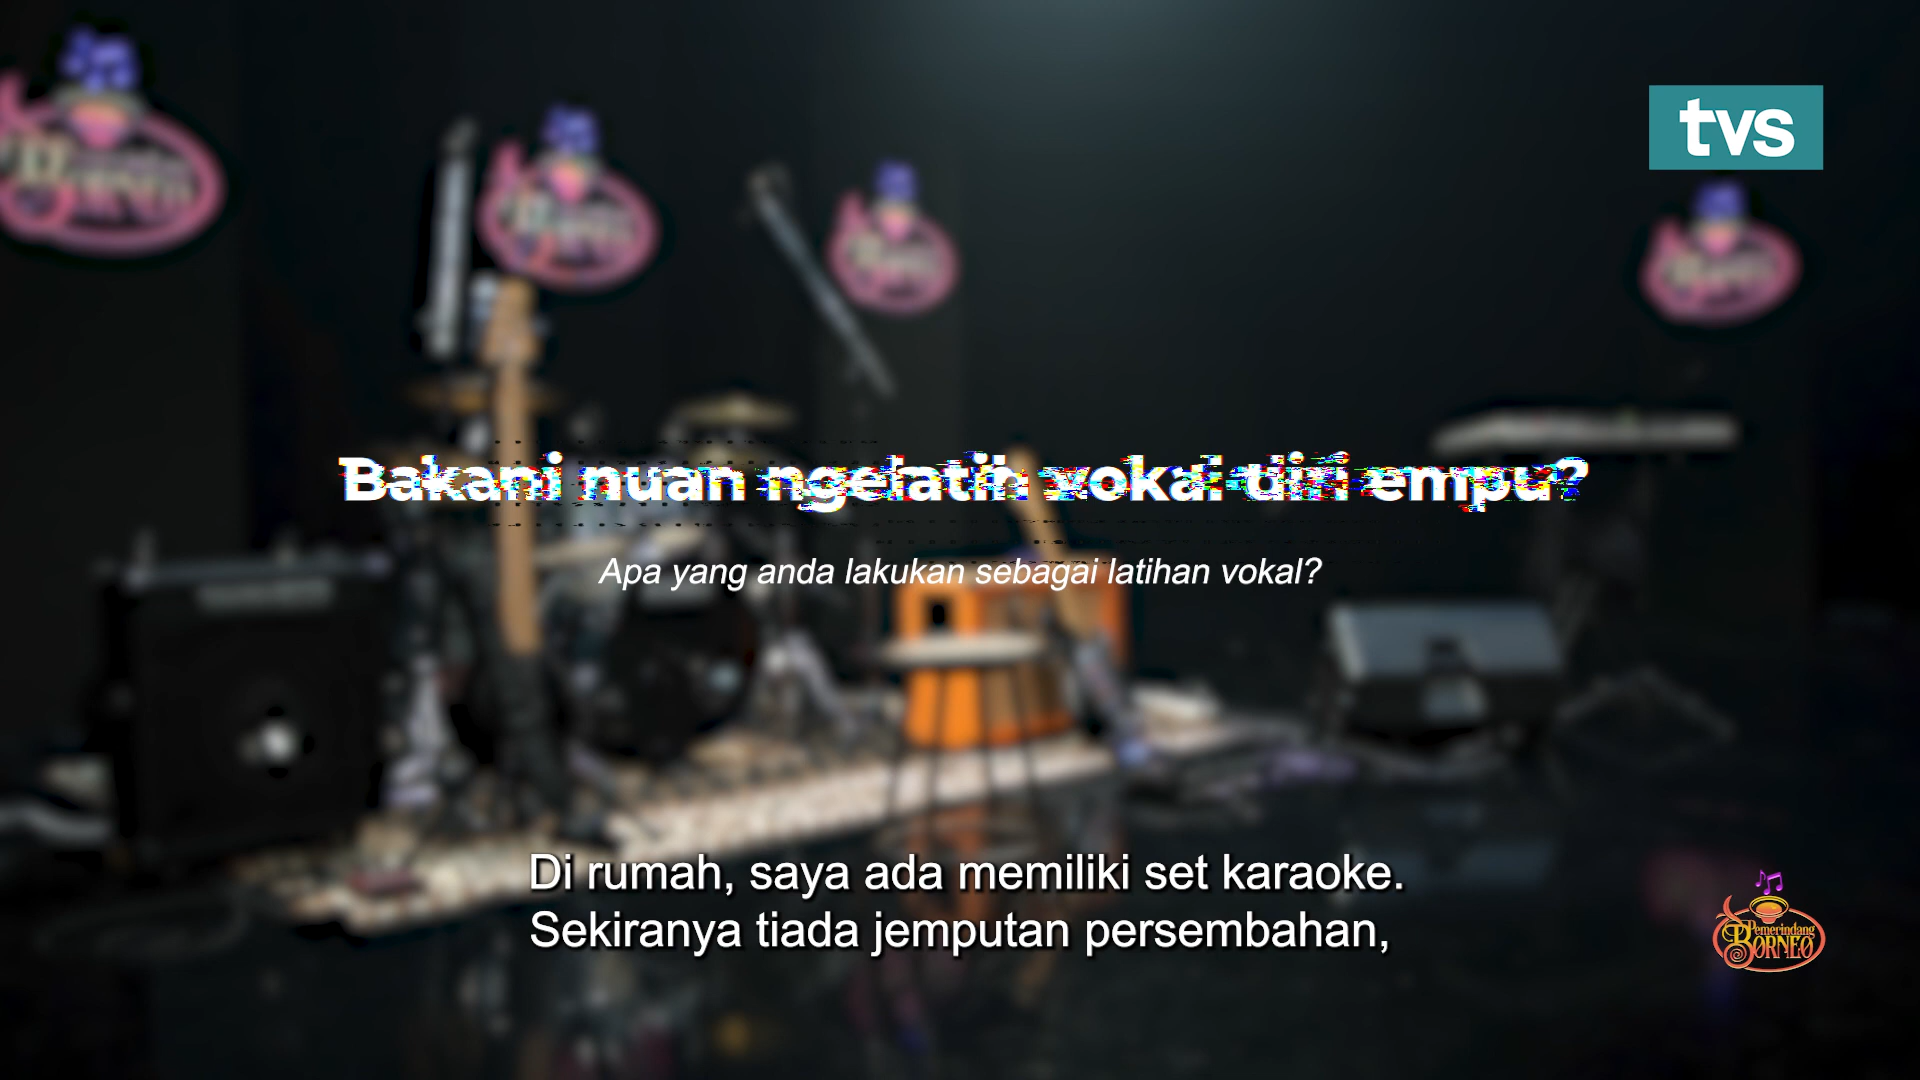 tvs
Bakani nuan ngelatih vokal diri empu?
Apa yang anda lakukan sebagai latihan vokal?
Di rumah, saya ada memiliki set karaoke.
Sekiranya tiada jemputan persembahan,
Pemerindang
BORNEO